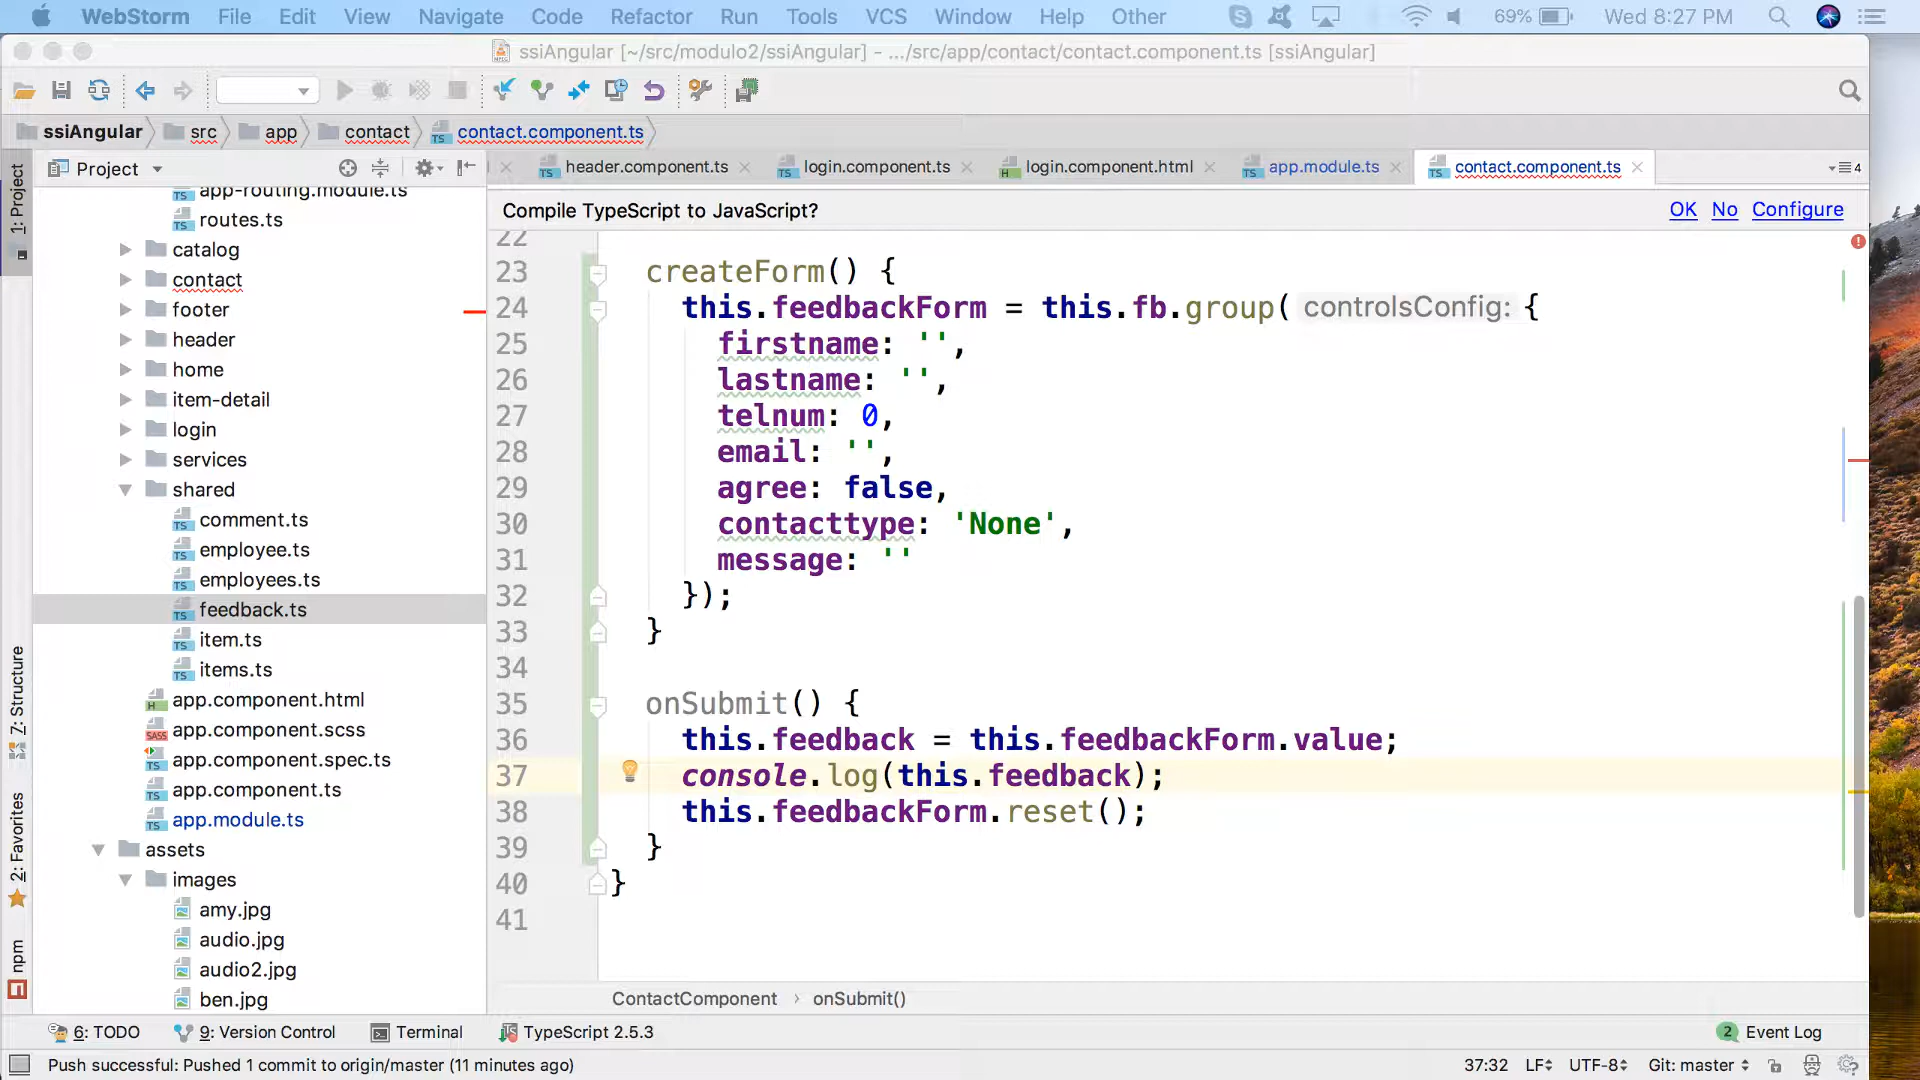 WebStorm File Edit View Navigate Code Refactor Run Tools VCS Window Help Other 69% Wed 8:27 PM
ssiAngular [~/src/modulo2/ssiAngular] - .../src/app/contact/contact.component.ts [ssiAngular]
ssiAngular src app contact contact.component.ts
Project header.component.ts login.component.ts login.component.html app.module.ts contact.component.ts 4
1: Project
Compile TypeScript to JavaScript? OK No Configure
app-routing.module.ts
routes.ts
catalog
contact
footer
header
home
item-detail
login
services
shared
comment.ts
employee.ts
employees.ts
feedback.ts
item.ts
items.ts
app.component.html
app.component.scss
app.component.spec.ts
app.component.ts
app.module.ts
assets
images
amy.jpg
audio.jpg
audio2.jpg
ben.jpg
7: Structure
2: Favorites
npm
22
23 createForm() {
24 this.feedbackForm = this.fb.group( controlsConfig: {
25 firstname: '',
26 lastname: '',
27 telnum: 0,
28 email: '',
29 agree: false,
30 contacttype: 'None',
31 message: ''
32 });
33 }
34
35 onSubmit() {
36 this.feedback = this.feedbackForm.value;
37 console.log(this.feedback);
38 this.feedbackForm.reset();
39 }
40 }
41
ContactComponent › onSubmit()
6: TODO 9: Version Control Terminal TypeScript 2.5.3 2 Event Log
Push successful: Pushed 1 commit to origin/master (11 minutes ago) 37:32 LF UTF-8 Git: master